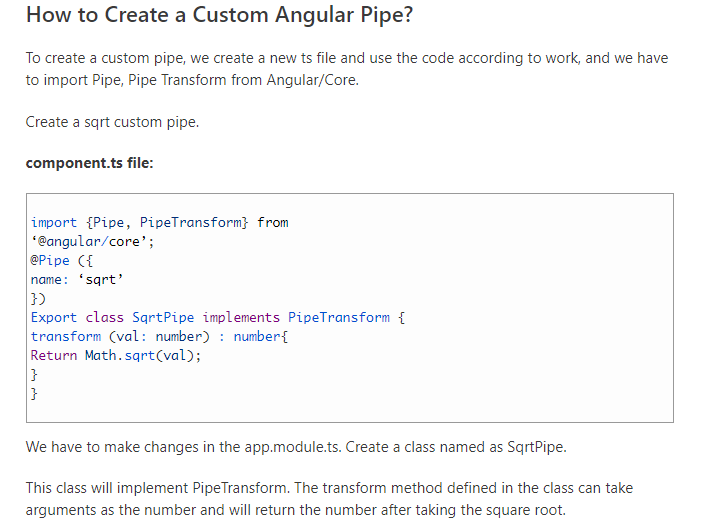 How to Create a Custom Angular Pipe?
To create a custom pipe, we create a new ts file and use the code according to work, and we have
to import Pipe, Pipe Transform from Angular/Core.
Create a sqrt custom pipe.
component.ts file:
import {Pipe, PipeTransform} from
‘@angular/core’;
@Pipe ({
name: ‘sqrt’
})
Export class SqrtPipe implements PipeTransform {
transform (val: number) : number{
Return Math.sqrt(val);
}
}
We have to make changes in the app.module.ts. Create a class named as SqrtPipe.
This class will implement PipeTransform. The transform method defined in the class can take
arguments as the number and will return the number after taking the square root.